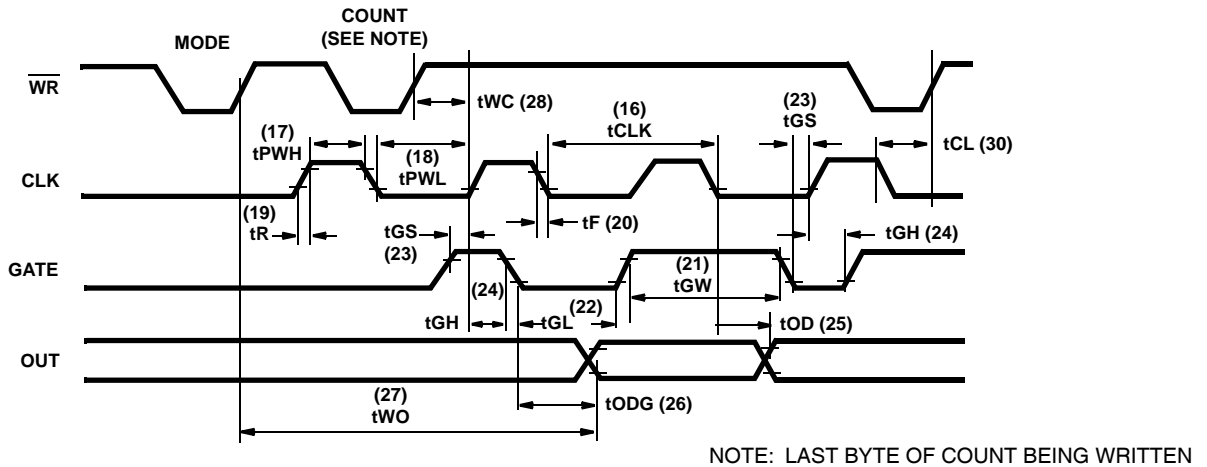 COUNT
(SEE NOTE)
MODE
WR
tWC (28)
(16)
tCLK
(23)
tGS
tCL (30)
(17)
tPWH
(18)
tPWL
CLK
(19)
tR
tGS
(23)
tF (20)
tGH (24)
GATE
(24)
tGH
(22)
tGL
(21)
tGW
tOD (25)
OUT
(27)
tWO
tODG (26)
NOTE: LAST BYTE OF COUNT BEING WRITTEN